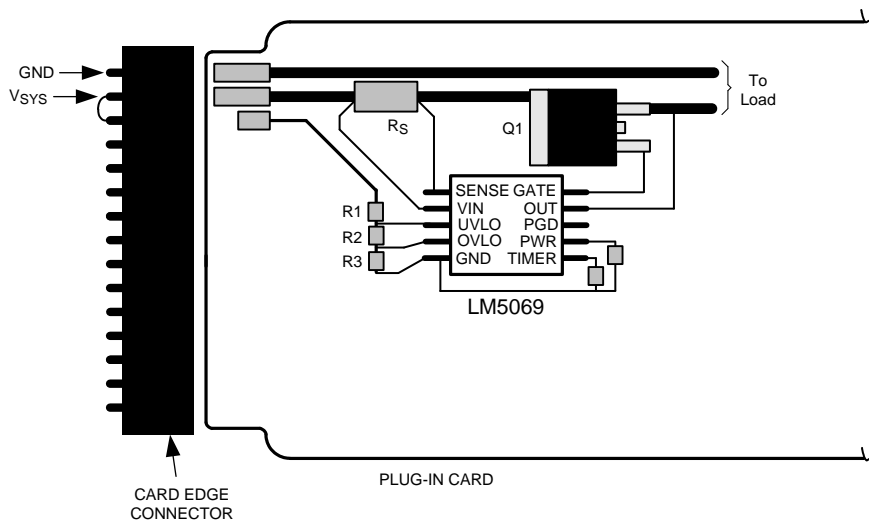 GND
VSYS
To
Load
RS
Q1
SENSE GATE
VIN OUT
R1
UVLO PGD
R2
OVLO PWR
R3
GND TIMER
LM5069
PLUG-IN CARD
CARD EDGE
CONNECTOR